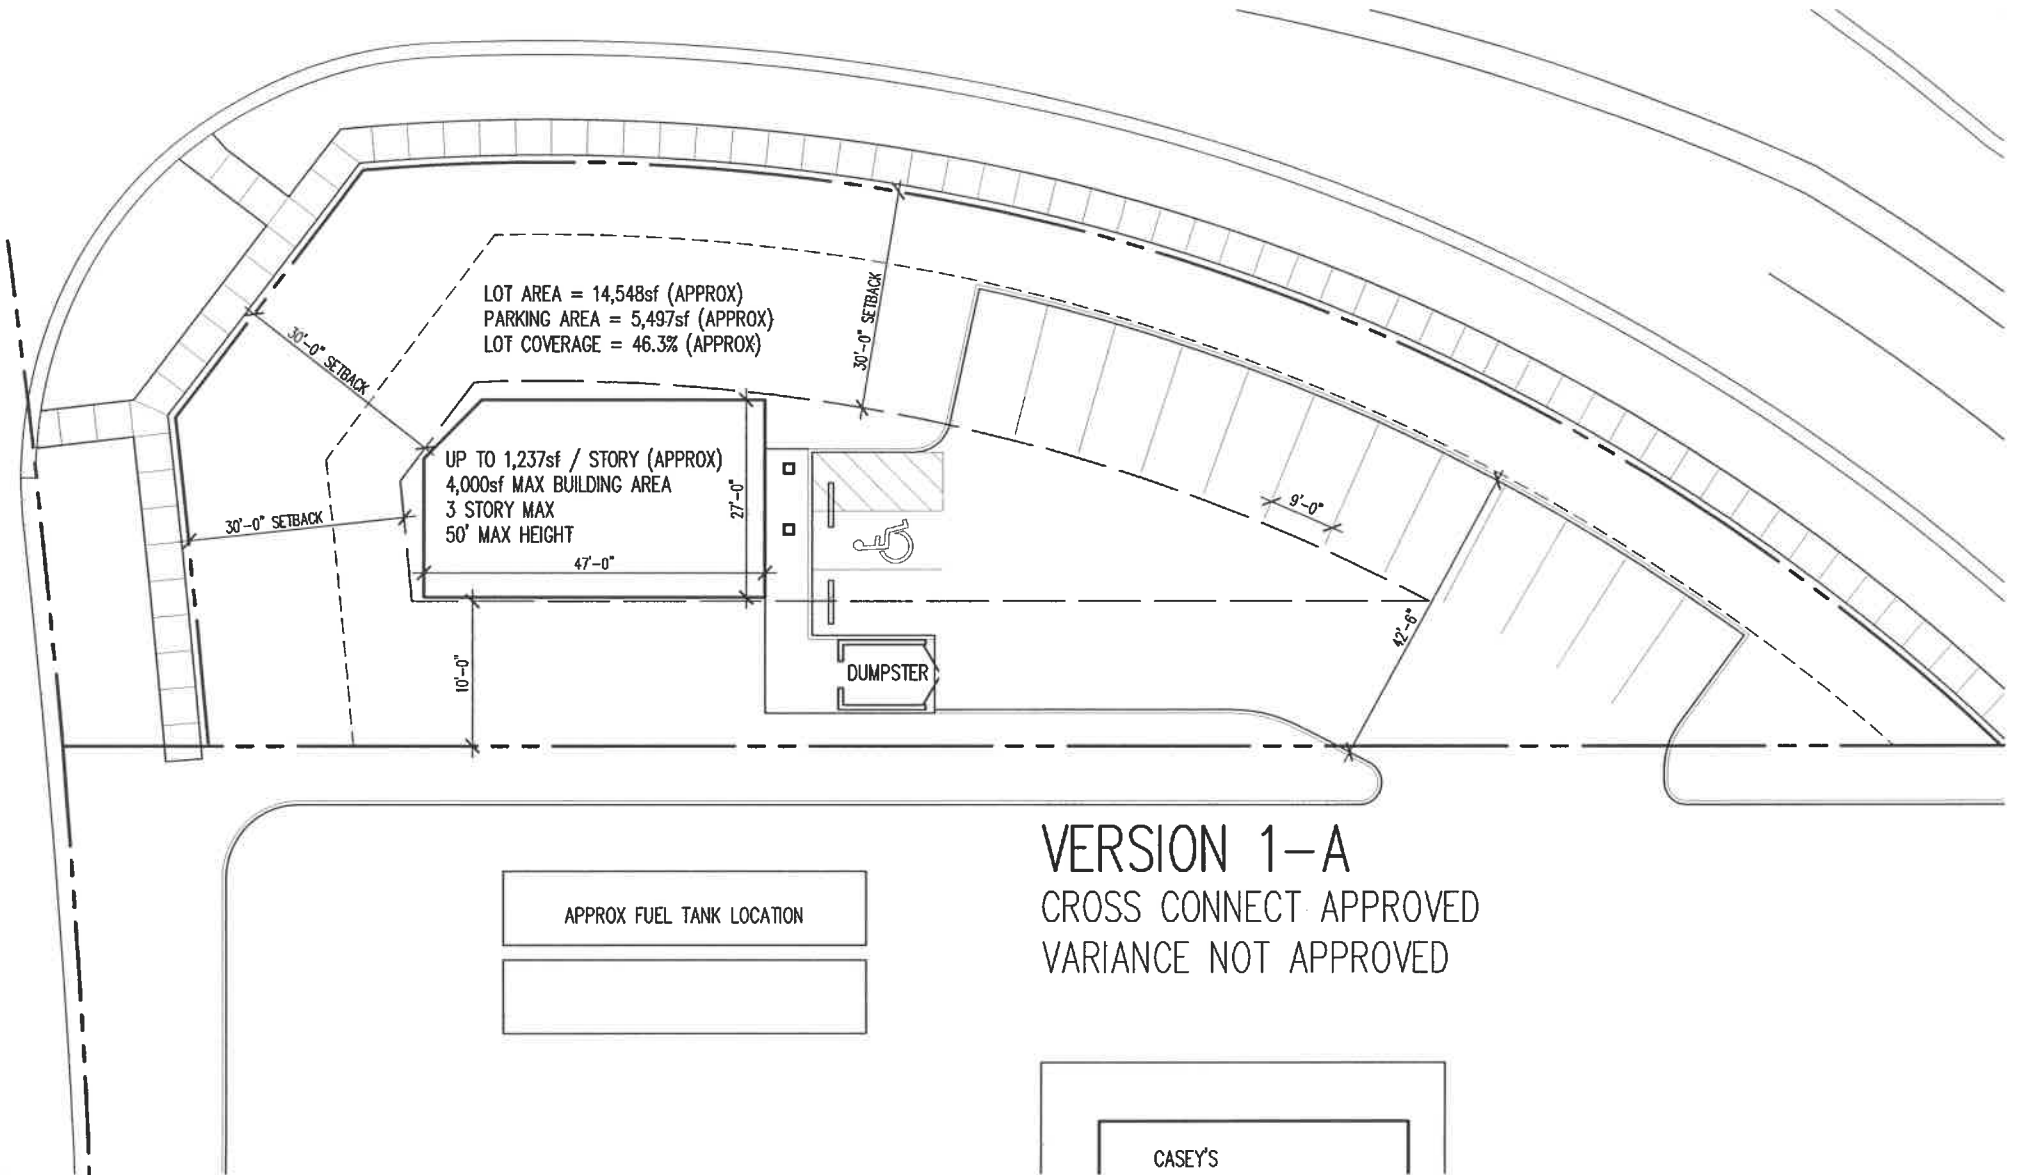 LOT AREA = 14,548sf (APPROX)
PARKING AREA = 5,497sf (APPROX)
LOT COVERAGE = 46.3% (APPROX)
30'-0" SETBACK
30'-0" SETBACK
30'-0" SETBACK
UP TO 1,237sf / STORY (APPROX)
4,000sf MAX BUILDING AREA
3 STORY MAX
50' MAX HEIGHT
27'-0"
47'-0"
9'-0"
42'-6"
10'-0"
DUMPSTER
VERSION 1-A
CROSS CONNECT APPROVED
VARIANCE NOT APPROVED
APPROX FUEL TANK LOCATION
CASEY'S